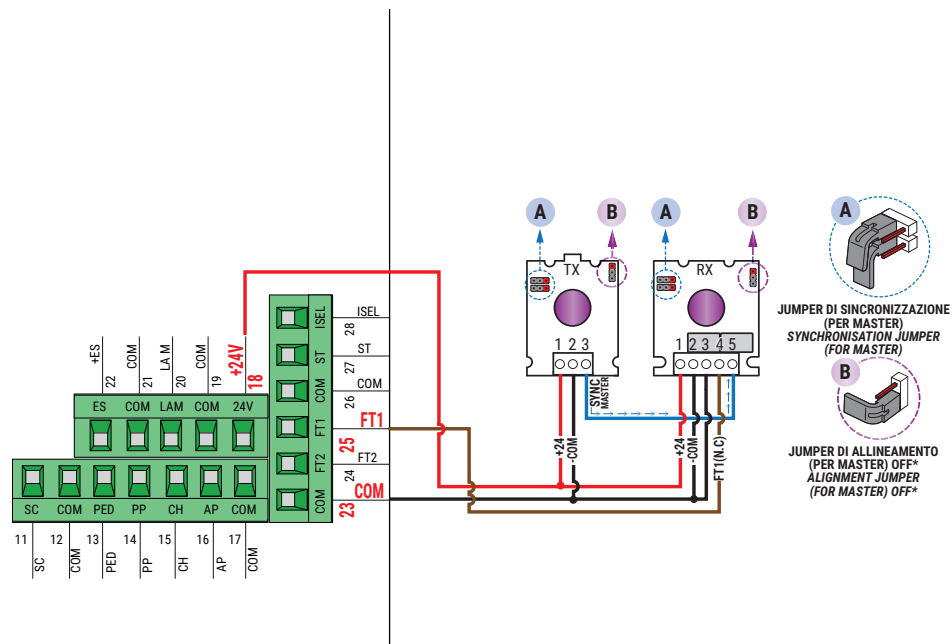 +ES
22
COM
21
LA M
20
COM
19
+24V
18
ES COM LAM COM 24V
SC COM PED PP CH AP COM
11
SC
12
COM
13
PED
14
PP
15
CH
16
AP
17
COM
ISEL
ISEL
28
ST
ST
27
COM
COM
26
FT1
FT1
25
FT2
FT2
24
COM
COM
23
A
B
TX
1 2 3
SYNC
MASTER
+24
-COM
A
B
RX
1 2 3 4 5
+24
-COM
FT1(N.C)
A
JUMPER DI SINCRONIZZAZIONE
(PER MASTER)
SYNCHRONISATION JUMPER
(FOR MASTER)
B
JUMPER DI ALLINEAMENTO
(PER MASTER) OFF*
ALIGNMENT JUMPER
(FOR MASTER) OFF*